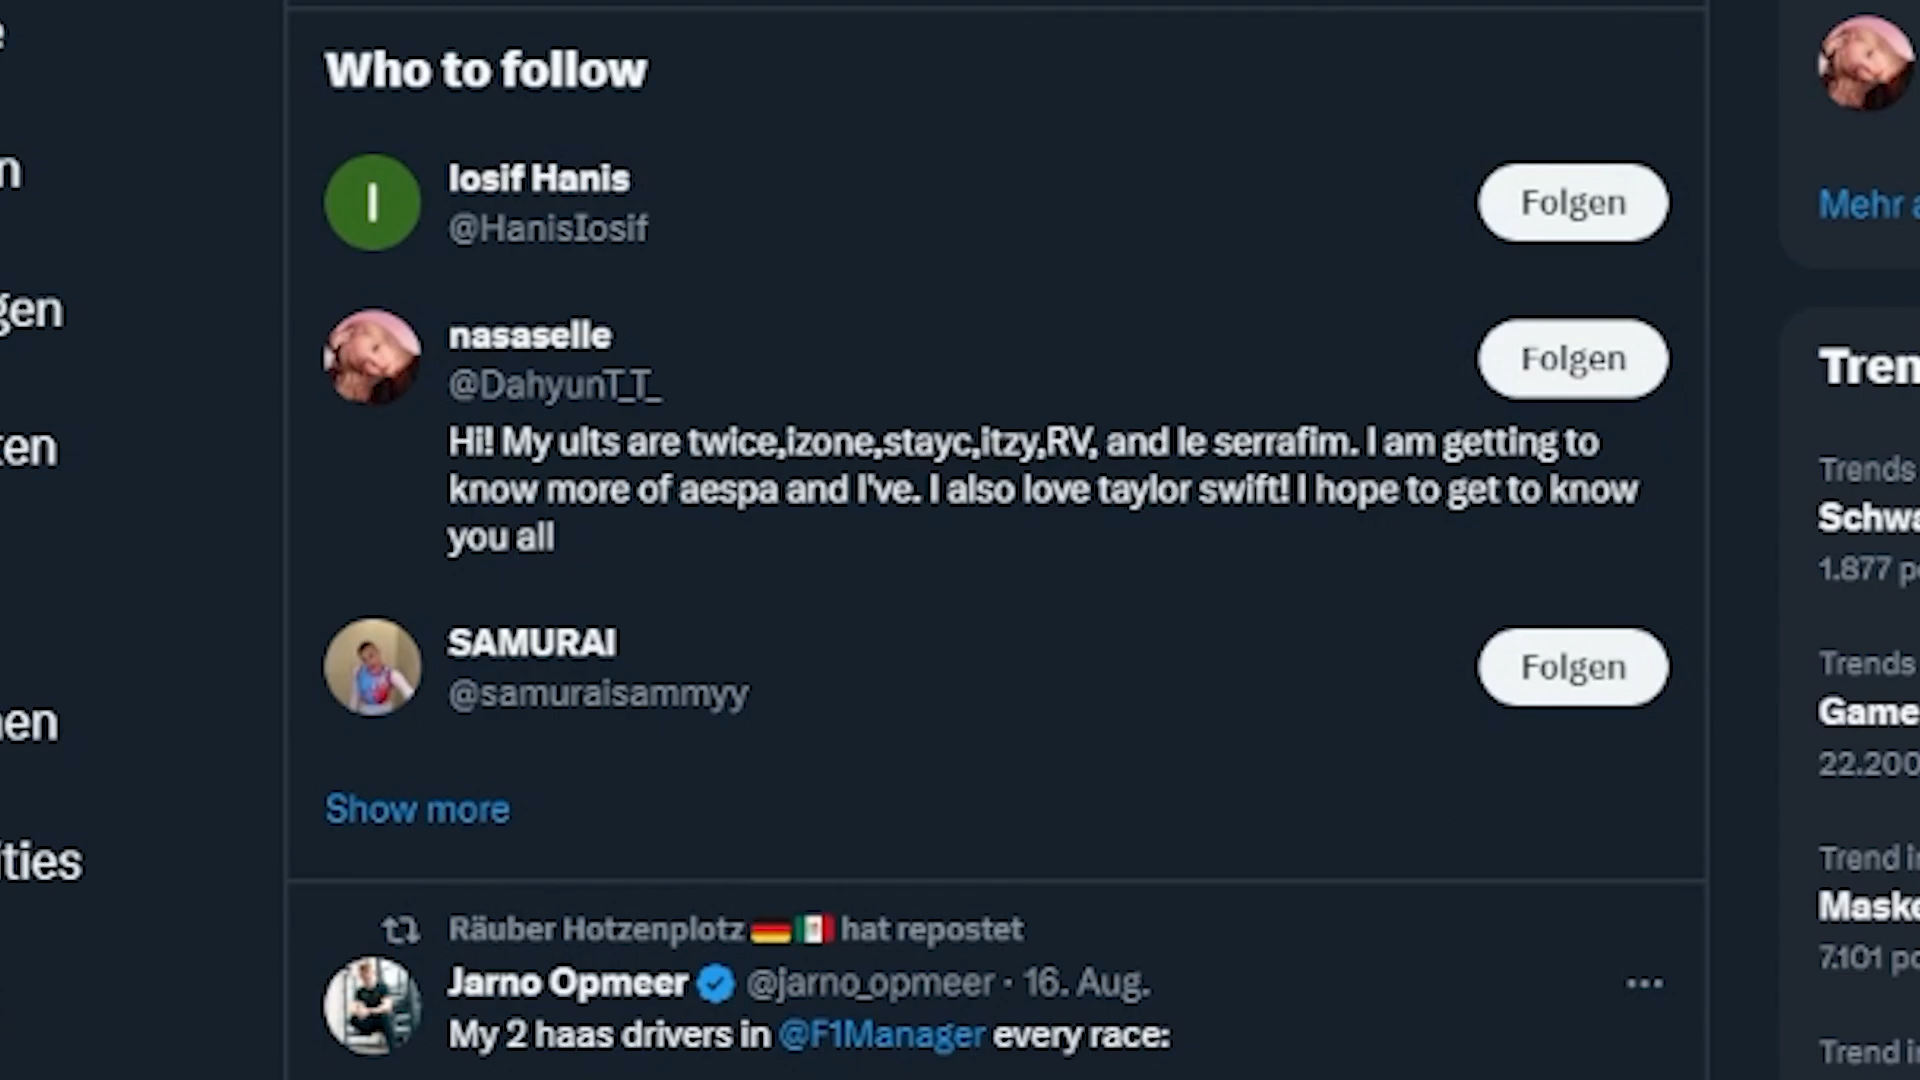 Who to follow
I
Iosif Hanis
@HanisIosif
Folgen
nasaselle
@DahyunT_T_
Folgen
Hi! My ults are twice,izone,stayc,itzy,RV, and le serrafim. I am getting to
know more of aespa and I've. I also love taylor swift! I hope to get to know
you all
SAMURAI
@samuraisammyy
Folgen
Show more
Räuber Hotzenplotz 🇩🇪🇲🇽 hat repostet
Jarno Opmeer @jarno_opmeer · 16. Aug.
My 2 haas drivers in @F1Manager every race:
Mehr
Trends
1.877
Trends
Game
22.200
Trend
7.101
Trend